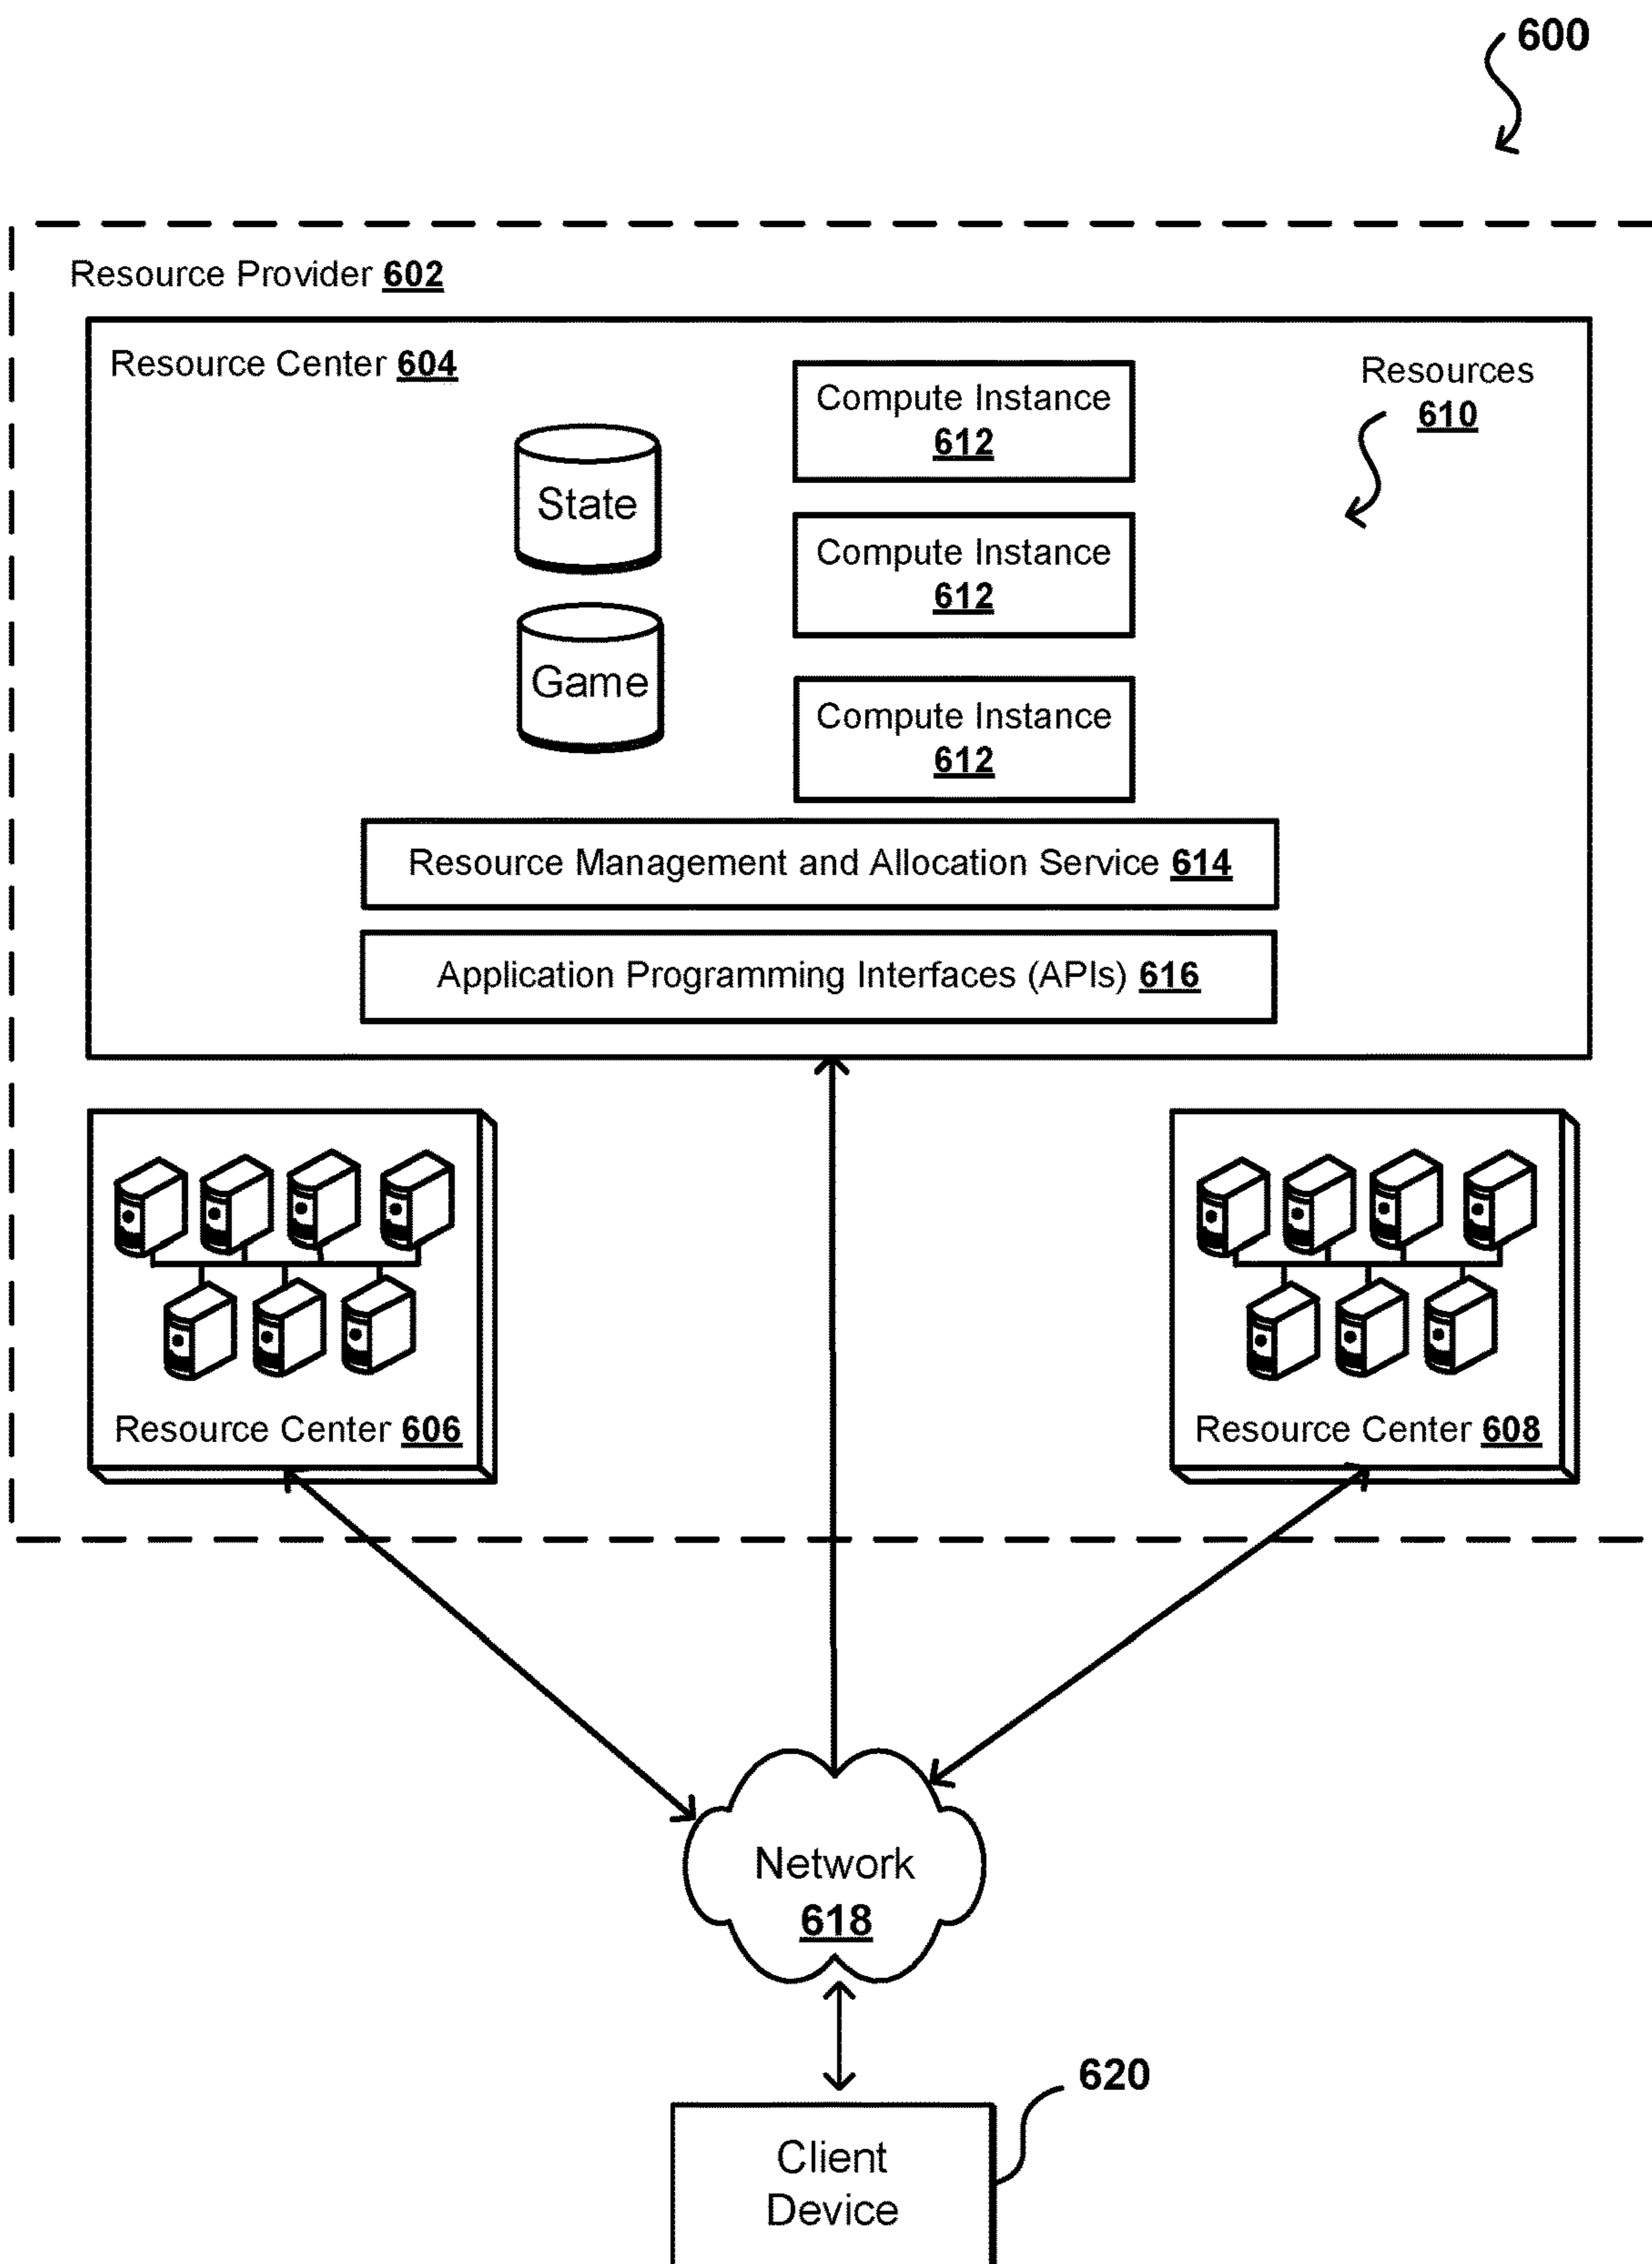 600
Resource Provider 602
Resource Center 604
Resources
610
Compute Instance
612
State
Compute Instance
612
Game
Compute Instance
612
Resource Management and Allocation Service 614
Application Programming Interfaces (APIs) 616
Resource Center 606
Resource Center 608
Network
618
620
Client
Device